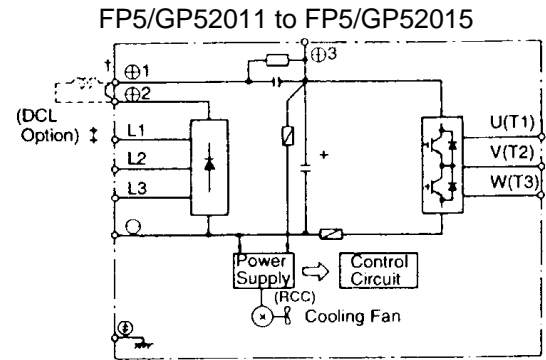 FP5/GP52011 to FP5/GP52015
⊕3
† ⊕1
⊕2
(DCL
Option) ‡
L1
L2
L3
⊖
+
U(T1)
V(T2)
W(T3)
Power
Supply
Control
Circuit
(RCC)
Cooling Fan